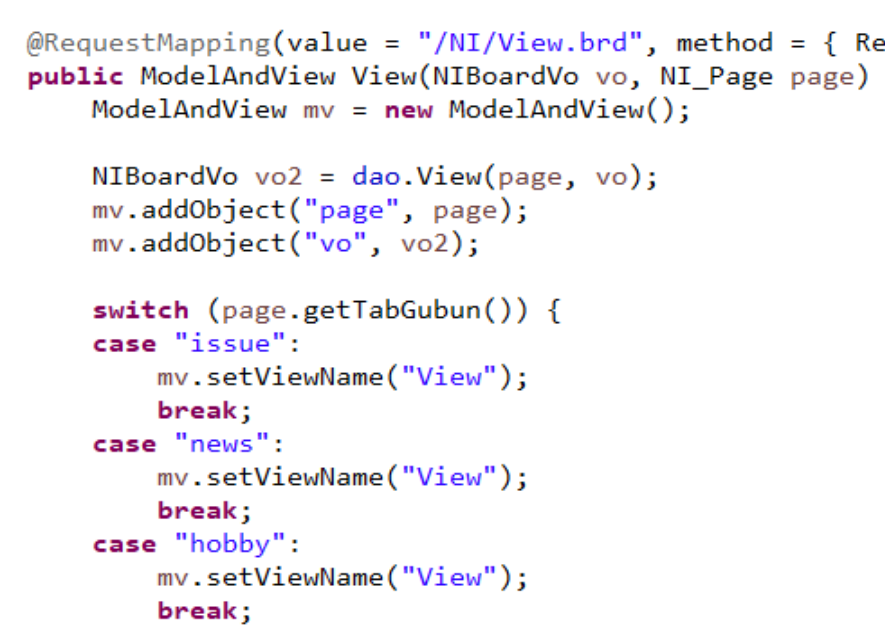 @RequestMapping(value = "/NI/View.brd", method = { Re
public ModelAndView View(NIBoardVo vo, NI_Page page)
    ModelAndView mv = new ModelAndView();

    NIBoardVo vo2 = dao.View(page, vo);
    mv.addObject("page", page);
    mv.addObject("vo", vo2);

    switch (page.getTabGubun()) {
    case "issue":
        mv.setViewName("View");
        break;
    case "news":
        mv.setViewName("View");
        break;
    case "hobby":
        mv.setViewName("View");
        break;